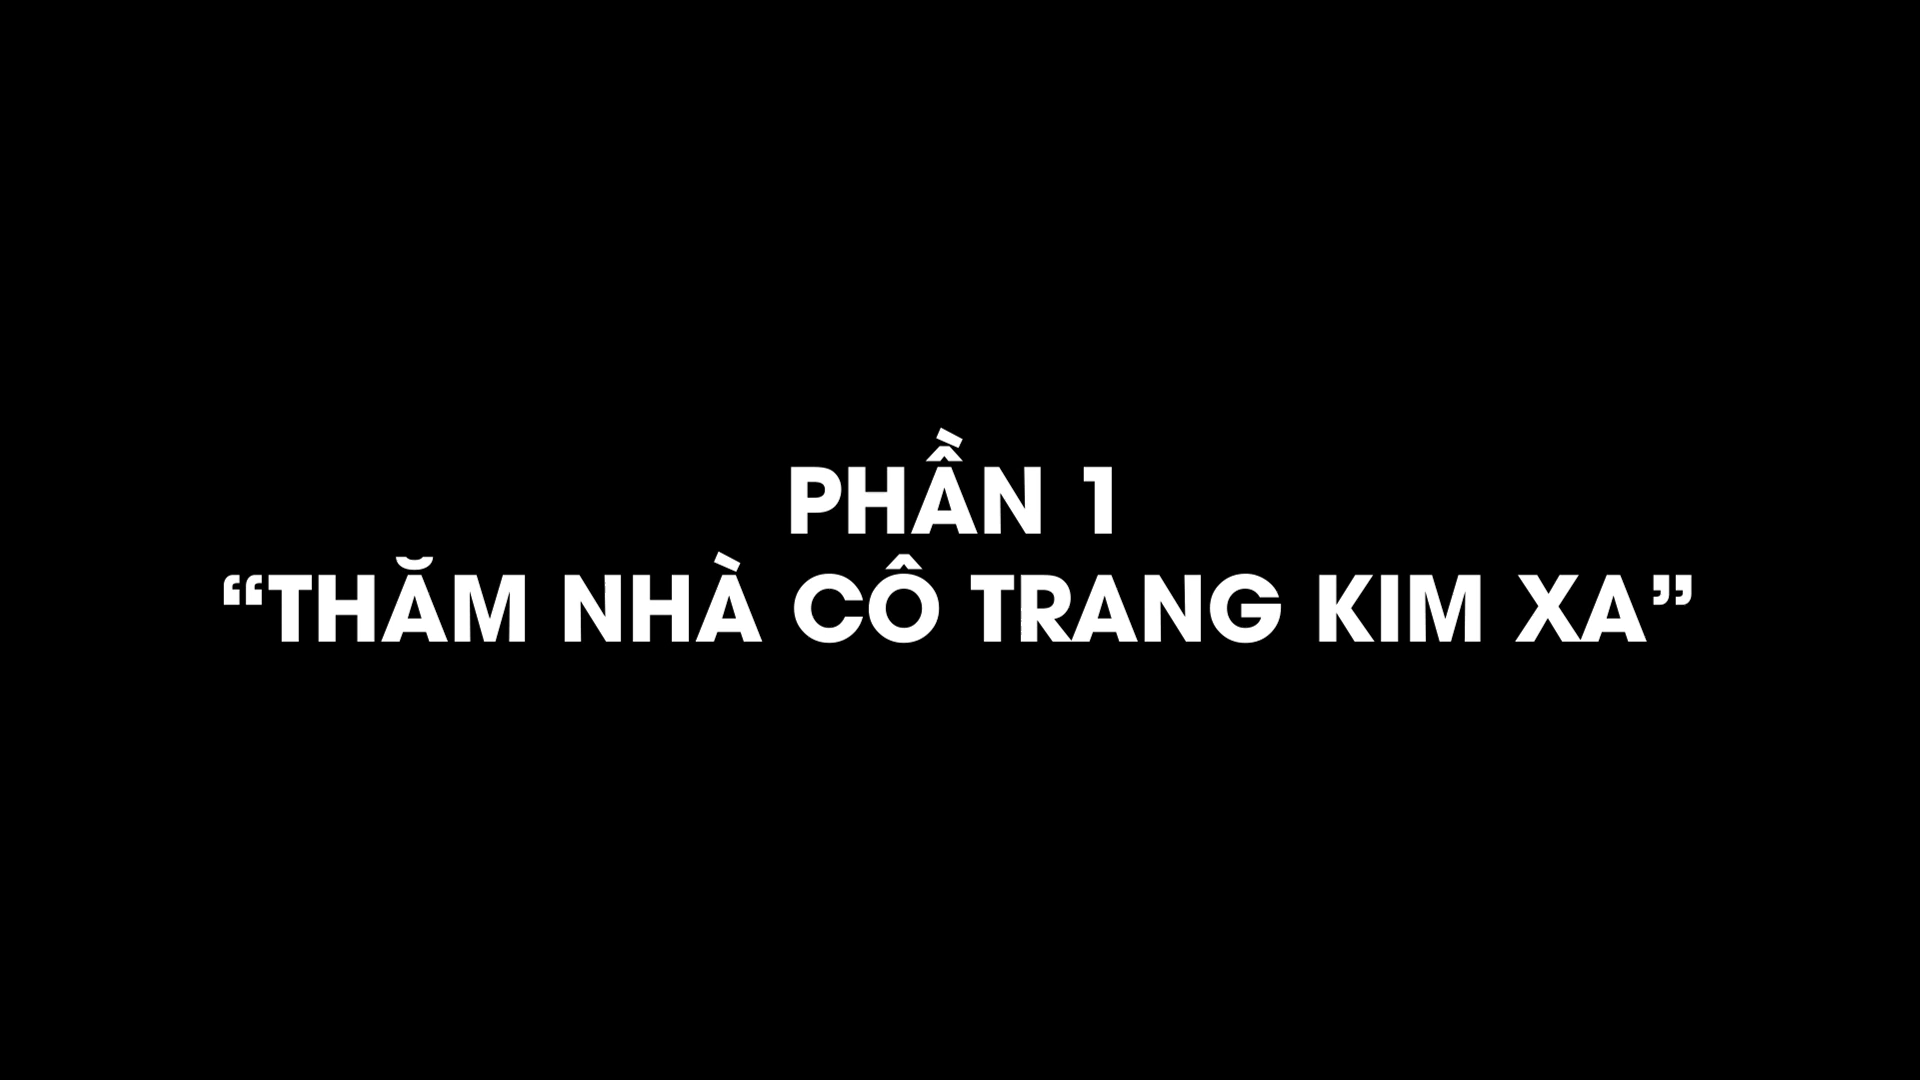 PHẦN 1
“THĂM NHÀ CÔ TRANG KIM XA”